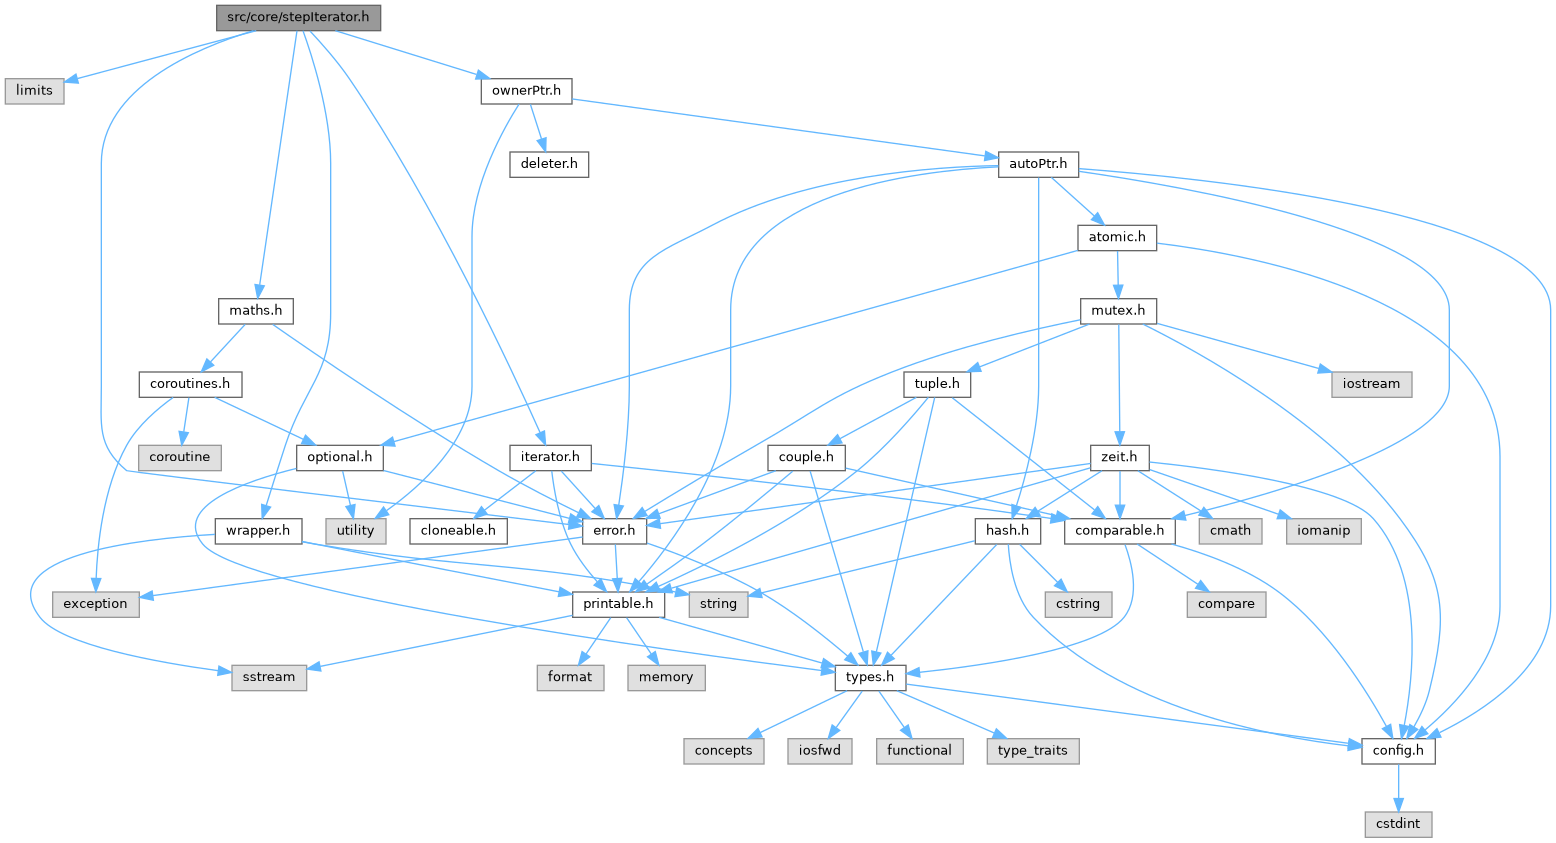 src/core/stepIterator.h
limits
ownerPtr.h
deleter.h
autoPtr.h
atomic.h
maths.h
mutex.h
coroutines.h
tuple.h
iostream
coroutine
optional.h
iterator.h
couple.h
zeit.h
wrapper.h
utility
cloneable.h
error.h
hash.h
comparable.h
cmath
iomanip
exception
printable.h
string
cstring
compare
sstream
format
memory
types.h
concepts
iosfwd
functional
type_traits
config.h
cstdint